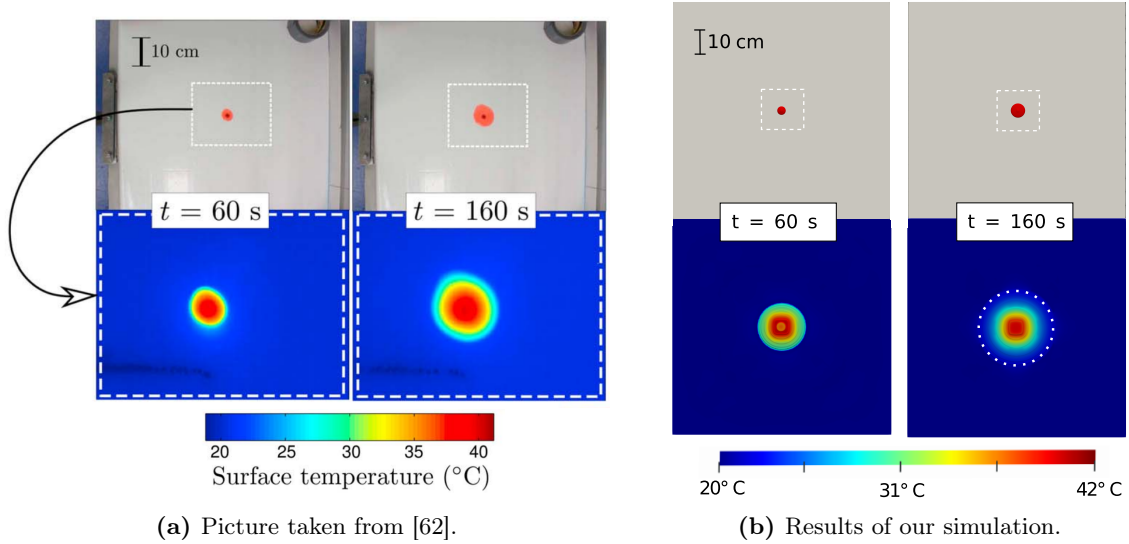 10 cm
t = 60 s
t = 160 s
20 25 30 35 40
Surface temperature (°C)
(a) Picture taken from [62].
10 cm
t = 60 s
t = 160 s
20° C 31° C 42° C
(b) Results of our simulation.